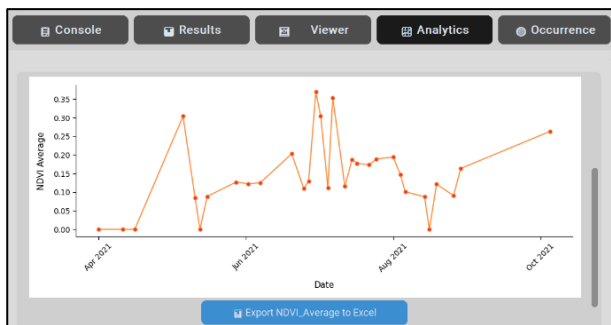 Console Results Viewer Analytics Occurrence
0.35
0.30
0.25
0.20
0.15
0.10
0.05
0.00
NDVI Average
Apr 2021 Jun 2021 Aug 2021 Oct 2021
Date
Export NDVI_Average to Excel